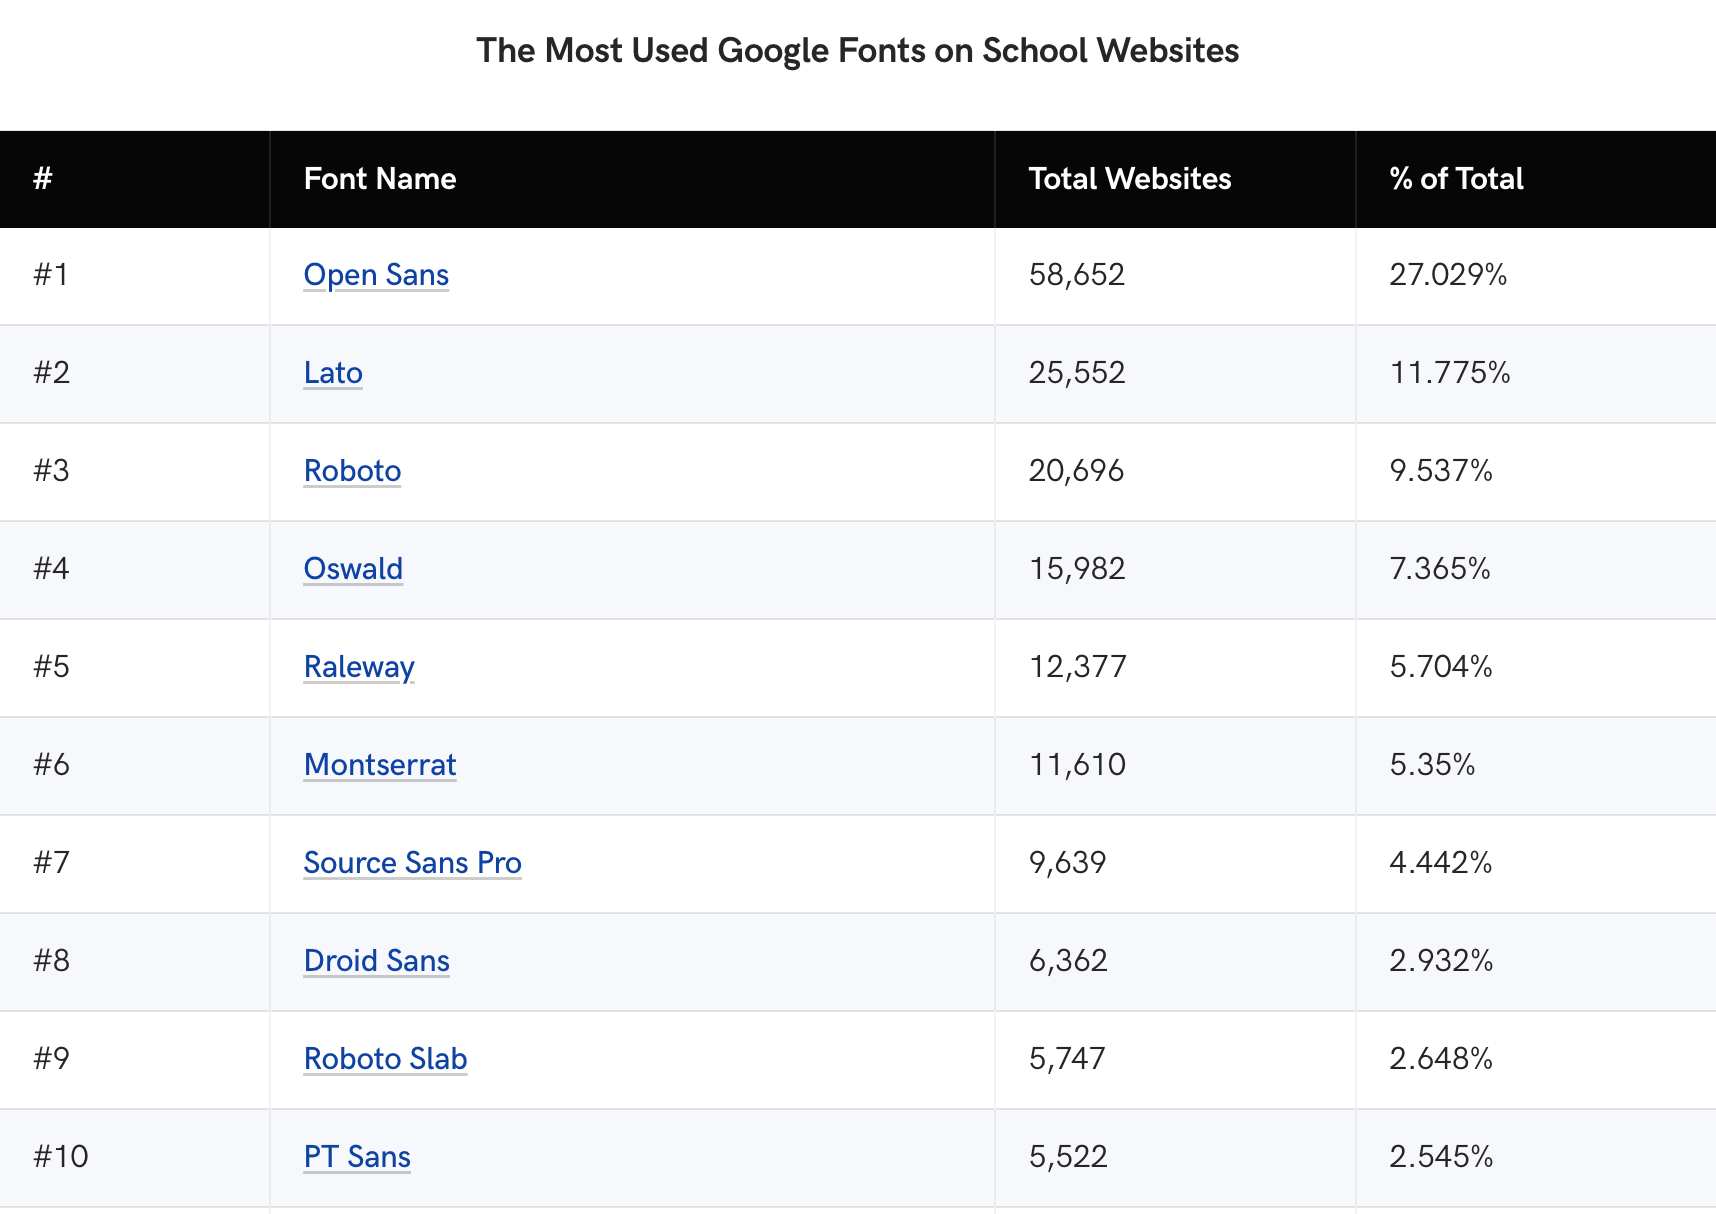 The Most Used Google Fonts on School Websites
# Font Name Total Websites % of Total
#1 Open Sans 58,652 27.029%
#2 Lato 25,552 11.775%
#3 Roboto 20,696 9.537%
#4 Oswald 15,982 7.365%
#5 Raleway 12,377 5.704%
#6 Montserrat 11,610 5.35%
#7 Source Sans Pro 9,639 4.442%
#8 Droid Sans 6,362 2.932%
#9 Roboto Slab 5,747 2.648%
#10 PT Sans 5,522 2.545%